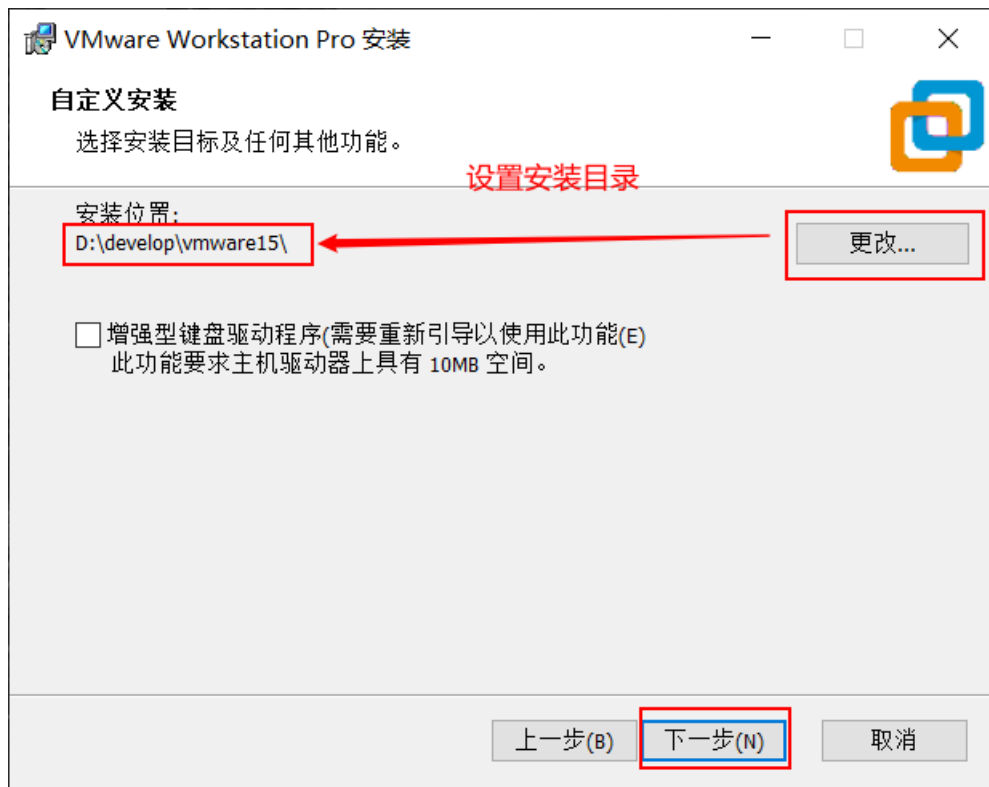 VMware Workstation Pro 安装
自定义安装
选择安装目标及任何其他功能。
设置安装目录
安装位置:
D:\develop\vmware15\
更改...
增强型键盘驱动程序(需要重新引导以使用此功能(E)
此功能要求主机驱动器上具有 10MB 空间。
上一步(B)
下一步(N)
取消